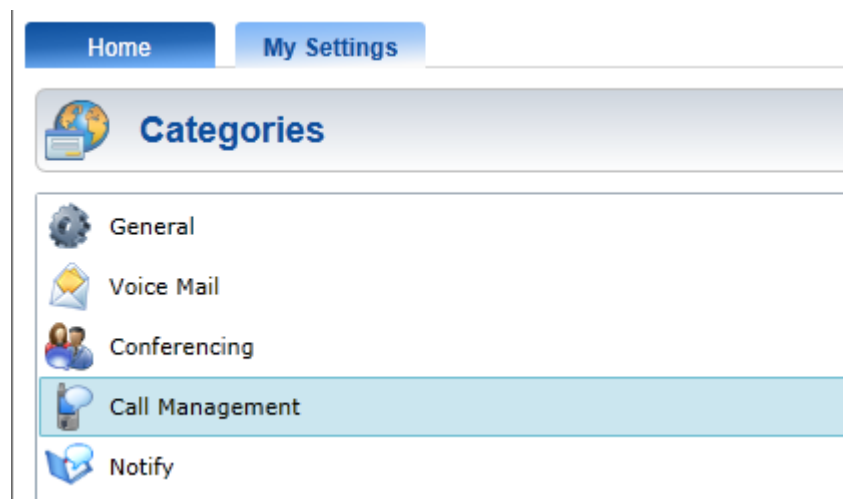 Home My Settings
Categories
General
Voice Mail
Conferencing
Call Management
Notify